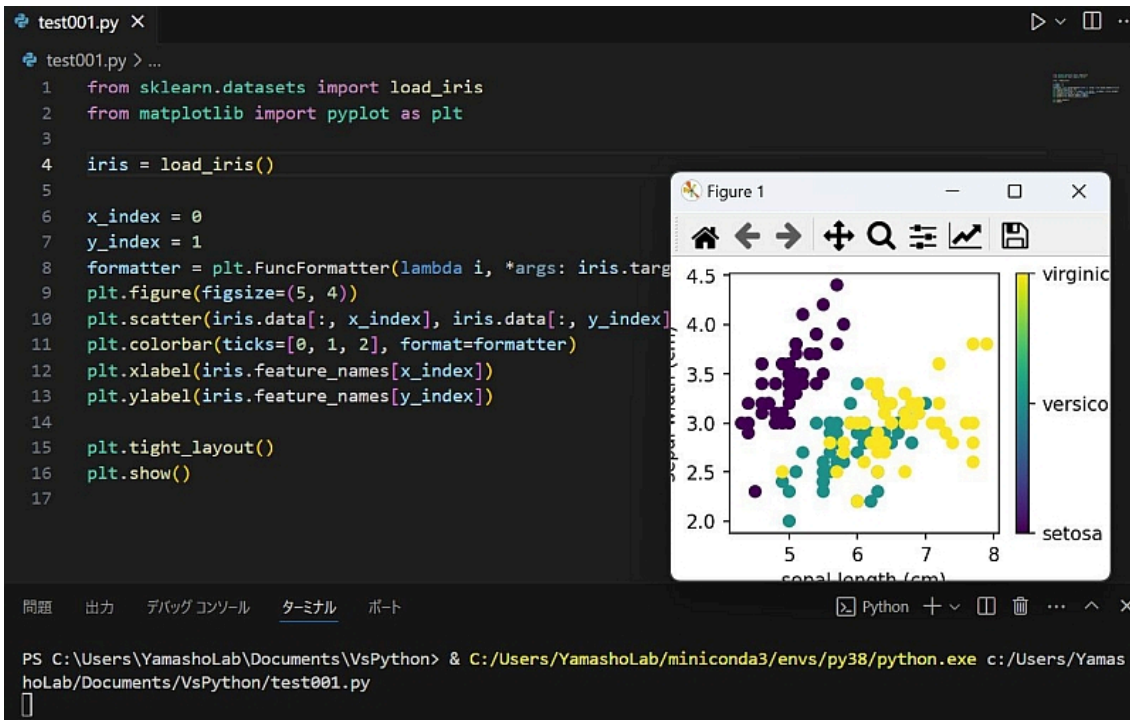 test001.py ×
test001.py > ...
1 from sklearn.datasets import load_iris
2 from matplotlib import pyplot as plt
3
4 iris = load_iris()
5
6 x_index = 0
7 y_index = 1
8 formatter = plt.FuncFormatter(lambda i, *args: iris.targ
9 plt.figure(figsize=(5, 4))
10 plt.scatter(iris.data[:, x_index], iris.data[:, y_index]
11 plt.colorbar(ticks=[0, 1, 2], format=formatter)
12 plt.xlabel(iris.feature_names[x_index])
13 plt.ylabel(iris.feature_names[y_index])
14
15 plt.tight_layout()
16 plt.show()
17
Figure 1
4.5
4.0
3.5
3.0
2.5
2.0
sepal width (cm)
5 6 7 8
sepal length (cm)
virginic
versico
setosa
問題 出力 デバッグ コンソール ターミナル ポート
Python
PS C:\Users\YamashoLab\Documents\VsPython> & C:/Users/YamashoLab/miniconda3/envs/py38/python.exe c:/Users/Yamas
hoLab/Documents/VsPython/test001.py